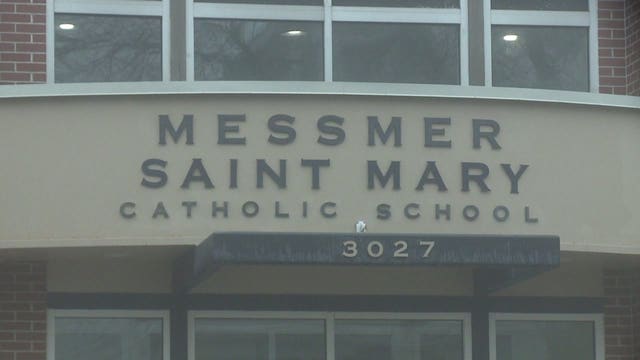 MESSMER
SAINT MARY
CATHOLIC SCHOOL
3027